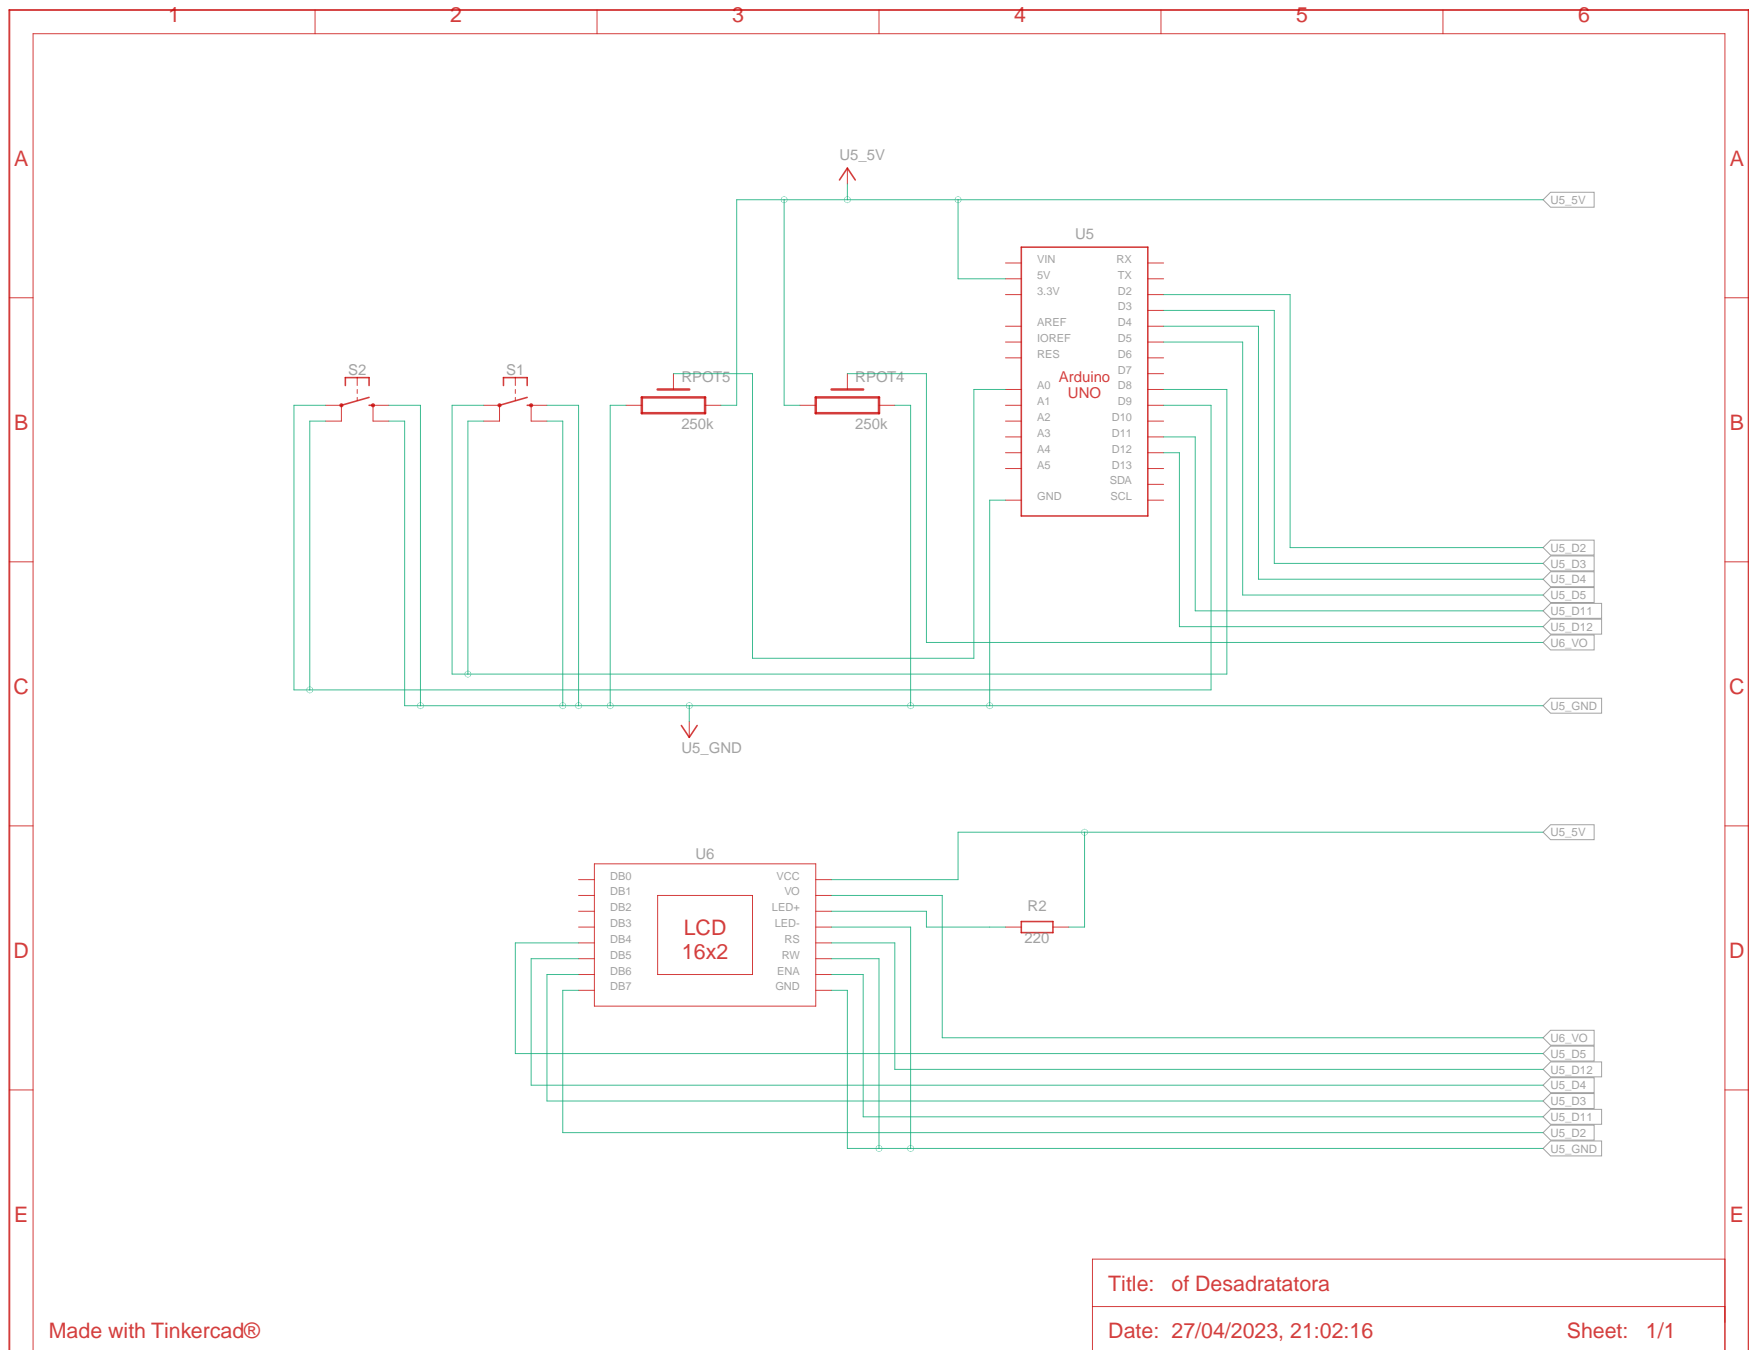 1 2 3 4 5 6
A A
U5_5V
U5_5V
U5
VIN RX
5V TX
3.3V D2
D3
AREF D4
IOREF D5
RES D6
D7
A0 D8
A1 D9
A2 D10
A3 D11
A4 D12
A5 D13
SDA
GND SCL
Arduino
UNO
S2 S1 RPOT5 RPOT4
250k 250k
B B
U5_D2
U5_D3
U5_D4
U5_D5
U5_D11
U5_D12
U6_VO
C C
U5_GND
U5_GND
U5_5V
U6
DB0 VCC
DB1 VO
DB2 LED+
DB3 LED-
DB4 RS
DB5 RW
DB6 ENA
DB7 GND
LCD
16x2
R2
220
D D
U6_VO
U5_D5
U5_D12
U5_D4
U5_D3
U5_D11
U5_D2
U5_GND
E E
Title: of Desadratatora
Made with Tinkercad®
Date: 27/04/2023, 21:02:16 Sheet: 1/1